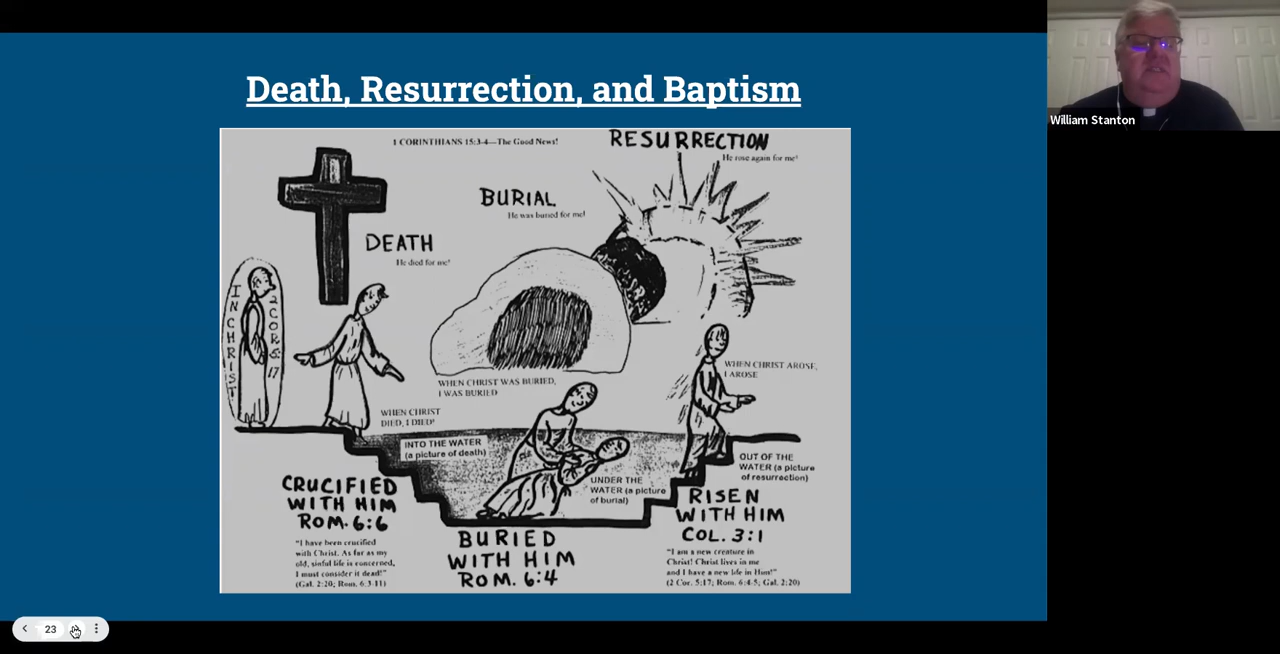 Death, Resurrection, and Baptism
William Stanton
1 CORINTHIANS 15:3-4—The Good News!
RESURRECTION
He rose again for me!
BURIAL
He was buried for me!
DEATH
He died for me!
IN CHRIST
2 COR 5:17
WHEN CHRIST AROSE,
I AROSE
WHEN CHRIST WAS BURIED,
I WAS BURIED
WHEN CHRIST
DIED, I DIED!
INTO THE WATER
(a picture of death)
UNDER THE
WATER (a picture
of burial)
OUT OF THE
WATER (a picture
of resurrection)
CRUCIFIED
WITH HIM
ROM. 6:6
"I have been crucified
with Christ. As far as my
old, sinful life is concerned,
I must consider it dead!"
(Gal. 2:20; Rom. 6:3-11)
BURIED
WITH HIM
ROM. 6:4
RISEN
WITH HIM
COL. 3:1
"I am a new creature in
Christ! Christ lives in me
and I have a new life in Him!"
(2 Cor. 5:17; Rom. 6:4-5; Gal. 2:20)
23